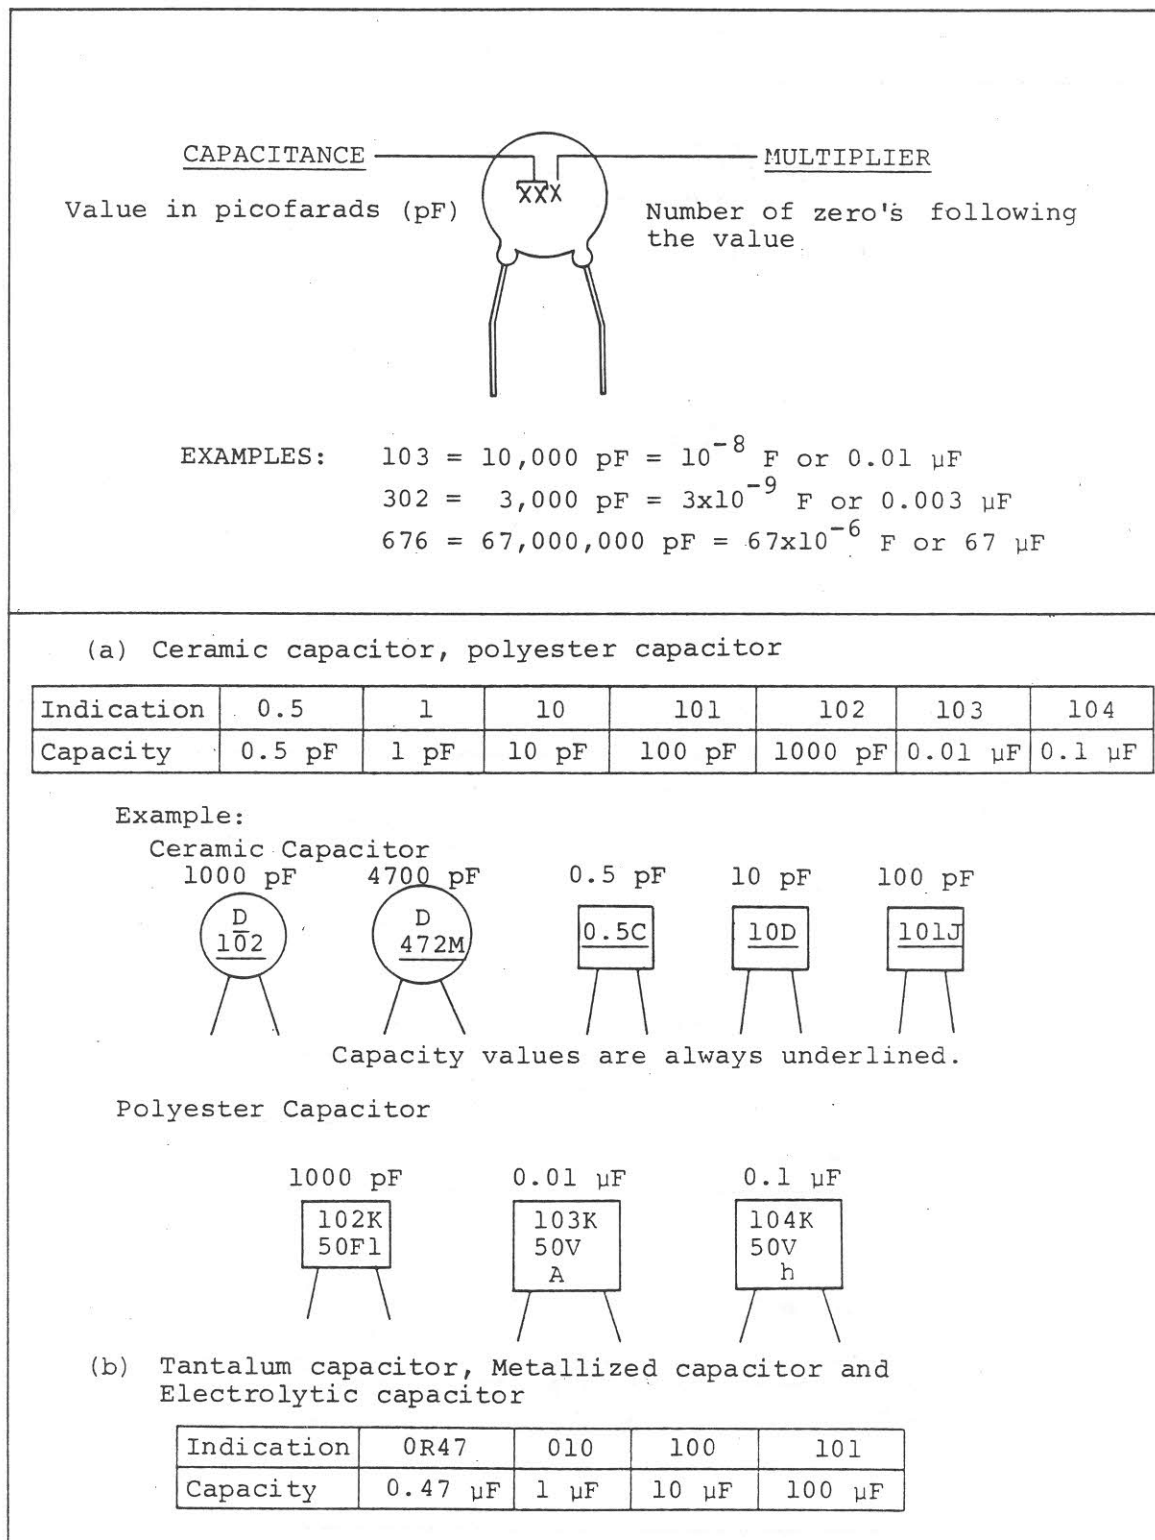 CAPACITANCE MULTIPLIER
XXX
Value in picofarads (pF) Number of zero's following
the value
EXAMPLES: 103 = 10,000 pF = 10⁻⁸ F or 0.01 µF
302 = 3,000 pF = 3x10⁻⁹ F or 0.003 µF
676 = 67,000,000 pF = 67x10⁻⁶ F or 67 µF
(a) Ceramic capacitor, polyester capacitor
Indication 0.5 1 10 101 102 103 104
Capacity 0.5 pF 1 pF 10 pF 100 pF 1000 pF 0.01 µF 0.1 µF
Example:
Ceramic Capacitor
1000 pF 4700 pF 0.5 pF 10 pF 100 pF
D D
102 472M 0.5C 10D 101J
Capacity values are always underlined.
Polyester Capacitor
1000 pF 0.01 µF 0.1 µF
102K 103K 104K
50F1 50V 50V
A h
(b) Tantalum capacitor, Metallized capacitor and
Electrolytic capacitor
Indication 0R47 010 100 101
Capacity 0.47 µF 1 µF 10 µF 100 µF